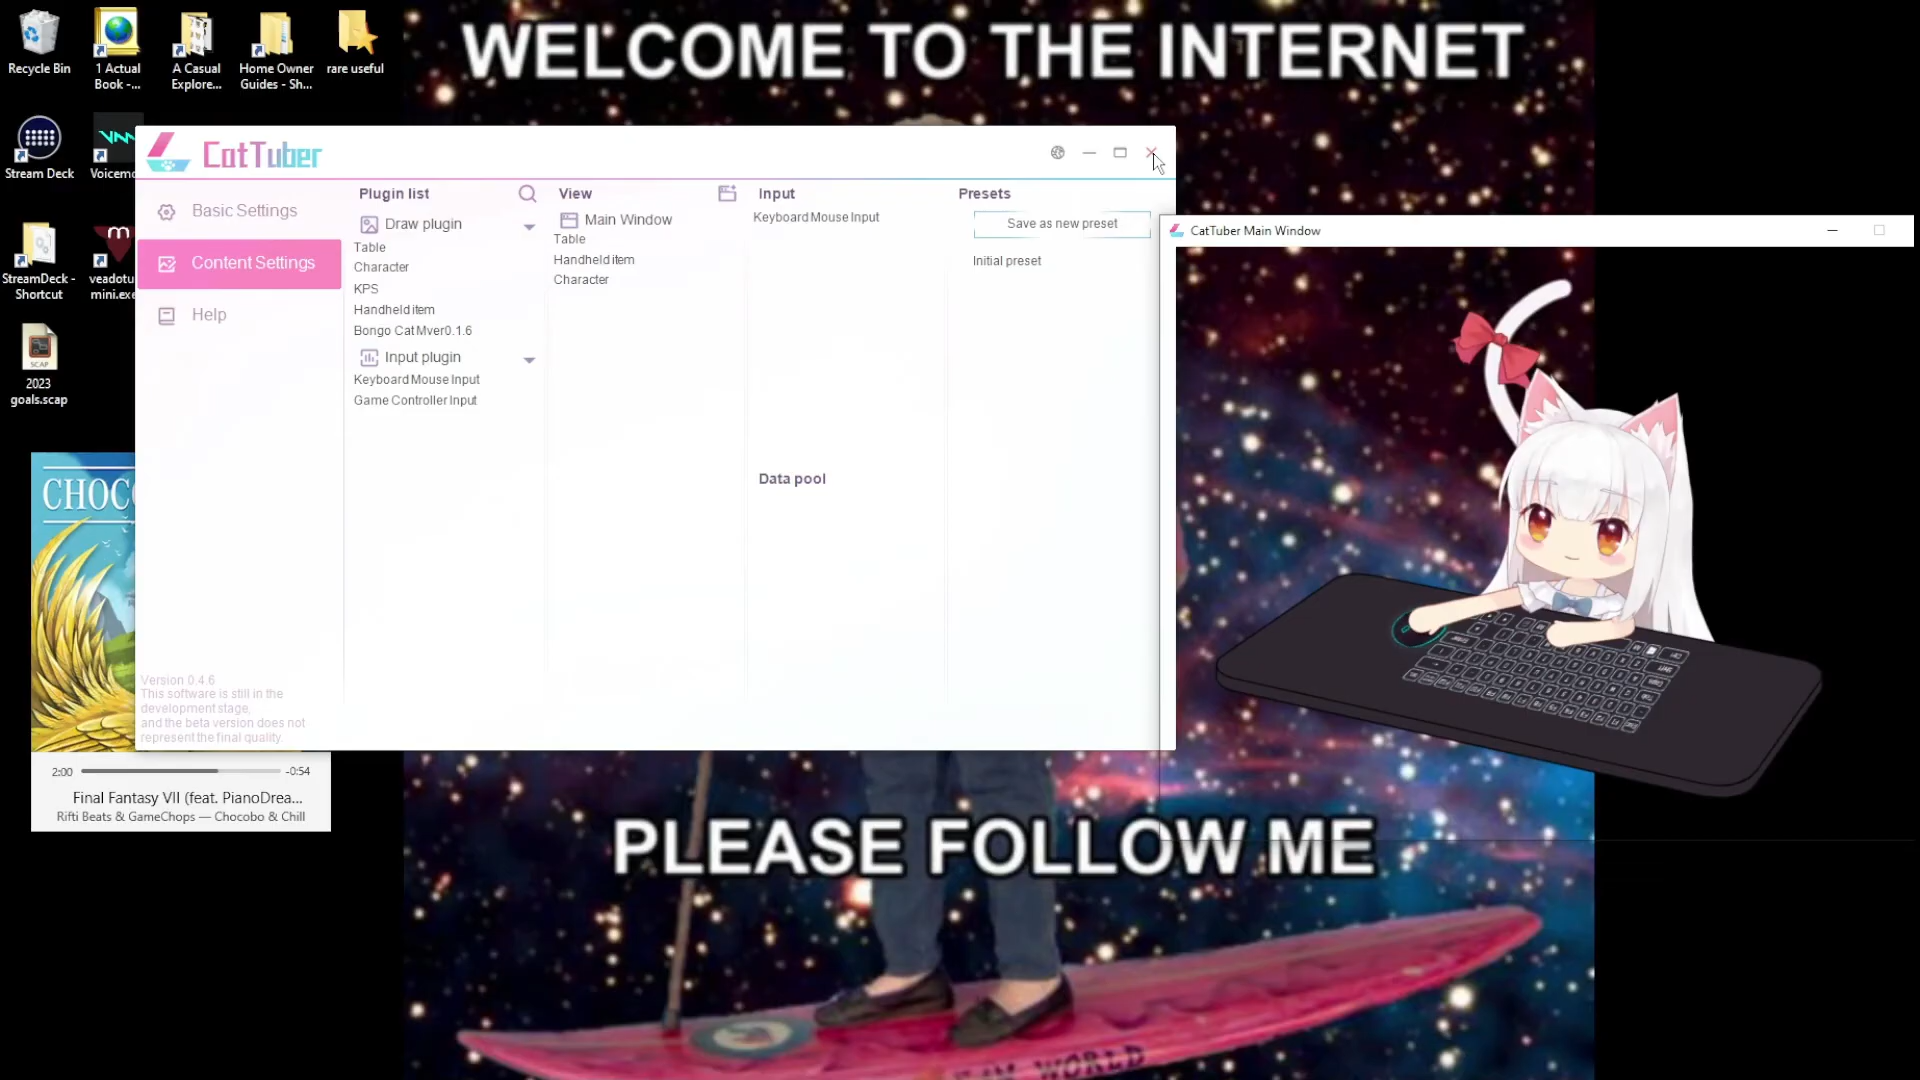 WELCOME TO THE INTERNET
Recycle Bin
1 Actual
Book -...
A Casual
Explore...
Home Owner
Guides - Sh...
rare useful
Stream Deck
Voicemo
StreamDeck -
Shortcut
veadotu
mini.exe
SCAP
2023
goals.scap
CatTuber
Basic Settings
Content Settings
Help
Plugin list
Draw plugin
Table
Character
KPS
Handheld item
Bongo Cat Mver0.1.6
Input plugin
Keyboard Mouse Input
Game Controller Input
View
Main Window
Table
Handheld item
Character
Input
Keyboard Mouse Input
Data pool
Presets
Save as new preset
Initial preset
Version 0.4.6
This software is still in the
development stage,
and the beta version does not
represent the final quality.
CatTuber Main Window
CHOCO
2:00
-0:54
Final Fantasy VII (feat. PianoDrea...
Rifti Beats & GameChops — Chocobo & Chill
PLEASE FOLLOW ME
WORLD